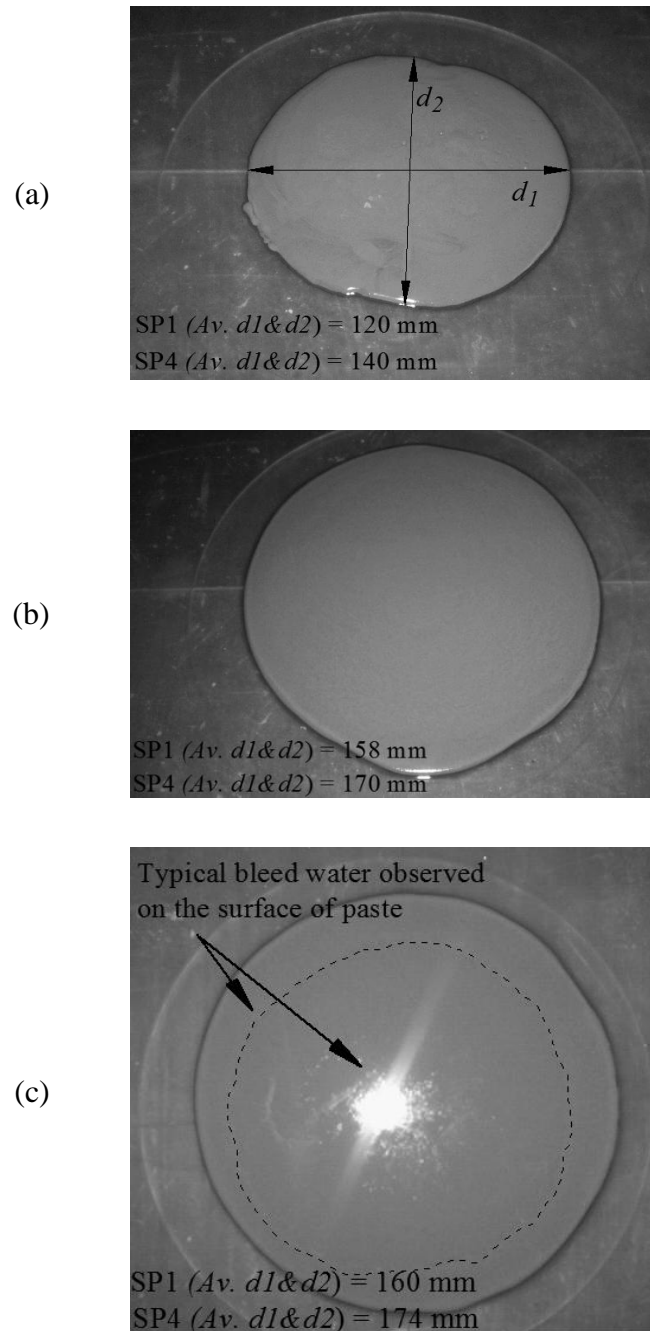 (a)
d2
d1
SP1 (Av. d1&d2) = 120 mm
SP4 (Av. d1&d2) = 140 mm
(b)
SP1 (Av. d1&d2) = 158 mm
SP4 (Av. d1&d2) = 170 mm
Typical bleed water observed
on the surface of paste
(c)
SP1 (Av. d1&d2) = 160 mm
SP4 (Av. d1&d2) = 174 mm